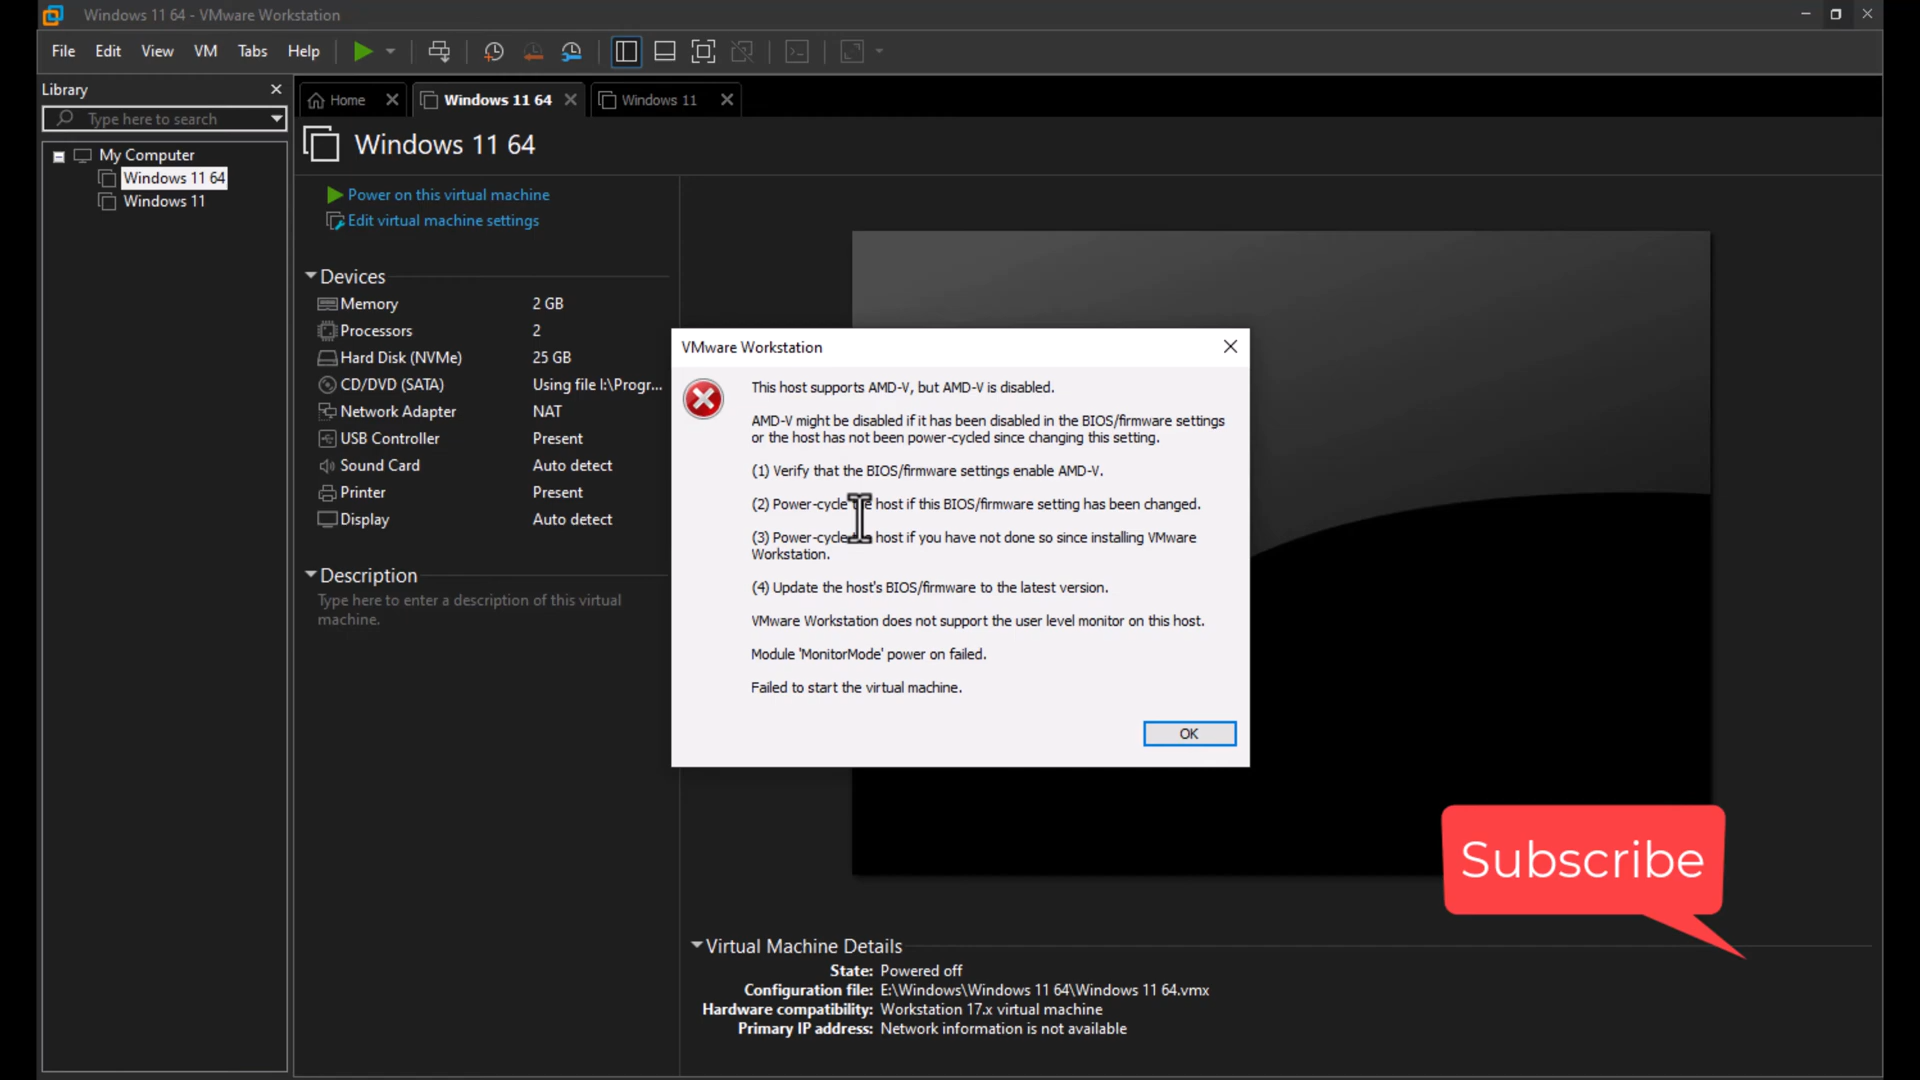 Windows 11 64 - VMware Workstation
File Edit View VM Tabs Help
Library
Type here to search
My Computer
Windows 11 64
Windows 11
Home
Windows 11 64
Windows 11
Windows 11 64
Power on this virtual machine
Edit virtual machine settings
Devices
Memory 2 GB
Processors 2
Hard Disk (NVMe) 25 GB
CD/DVD (SATA) Using file I:\Progr...
Network Adapter NAT
USB Controller Present
Sound Card Auto detect
Printer Present
Display Auto detect
Description
Type here to enter a description of this virtual
machine.
VMware Workstation
This host supports AMD-V, but AMD-V is disabled.
AMD-V might be disabled if it has been disabled in the BIOS/firmware settings
or the host has not been power-cycled since changing this setting.
(1) Verify that the BIOS/firmware settings enable AMD-V.
(2) Power-cycle the host if this BIOS/firmware setting has been changed.
(3) Power-cycle host if you have not done so since installing VMware
Workstation.
(4) Update the host's BIOS/firmware to the latest version.
VMware Workstation does not support the user level monitor on this host.
Module 'MonitorMode' power on failed.
Failed to start the virtual machine.
OK
Subscribe
Virtual Machine Details
State: Powered off
Configuration file: E:\Windows\Windows 11 64\Windows 11 64.vmx
Hardware compatibility: Workstation 17.x virtual machine
Primary IP address: Network information is not available